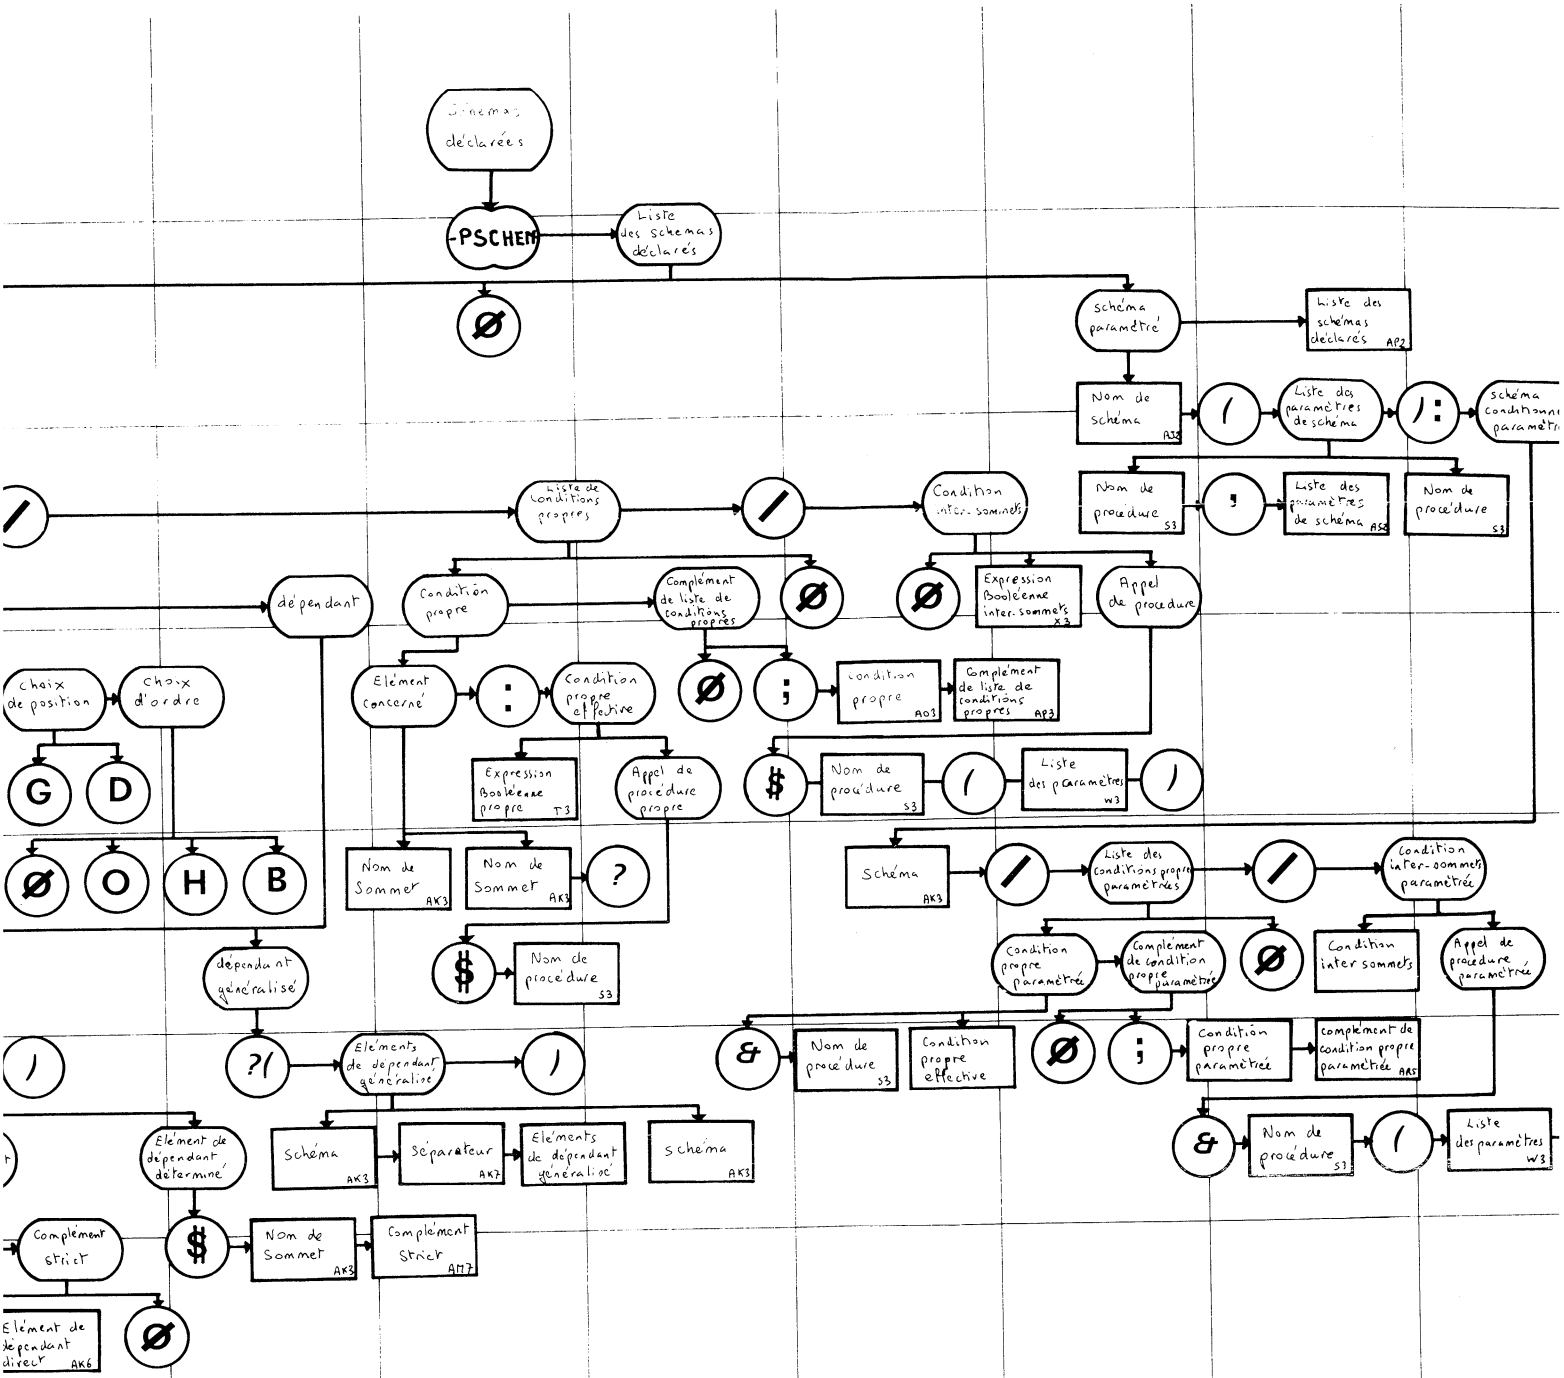 Schemas
déclarées
-PSCHEM
Liste
des schemas
déclarés
Ø
schéma
paramétré
Liste des
schémas
déclarés AP2
Nom de
schéma
(
Liste des
paramètres
de schéma
) :
schéma
paramétr
/
Liste de
conditions
propres
/
Condition
inter-sommets
Nom de
procédure S3
,
Liste des
paramètres
de schéma AS2
Nom de
procédure S3
dépendant
Condition
propre
Complément
de liste de
conditions
propres
Ø
Ø
Expression
Booléenne
inter-sommets
X3
Appel
de procedure
choix
de position
Choix
d'ordre
Elément
concerné
:
Condition
propre
effective
Ø
;
condition
propre
AO3
Complément
de liste de
conditions
propres AP3
G
D
Expression
Booléenne
propre T3
Appel de
procédure
propre
$
Nom de
procédure
S3
(
Liste
des paramètres
W3
)
Ø
O
H
B
Nom de
Sommet
AK3
Nom de
Sommet
AK3
?
Schéma
AK3
/
Liste des
conditions propre
paramétrées
/
Condition
inter-sommets
paramétrée
dépendant
généralisé
$
Nom de
procédure
S3
Condition
propre
paramétrée
Complément
de condition
propre
paramétrée
Ø
Condition
inter sommets
Appel de
procédure
paramétrée
)
?(
Eléments
de dépendant
généralisé
)
&
Nom de
procédure
S3
Condition
propre
effective
Ø
;
Condition
propre
paramétrée
complément de
condition propre
paramétrée AR5
Elément de
dépendant
déterminé
Schéma
AK3
Séparateur
AK7
Eléments
de dépendant
généralisé
Schéma
AK3
&
Nom de
procédure
S3
(
Liste
des paramètres
W3
Complément
strict
$
Nom de
Sommet
AK3
Complément
Strict
AM7
Elément de
dépendant
direct AK6
Ø